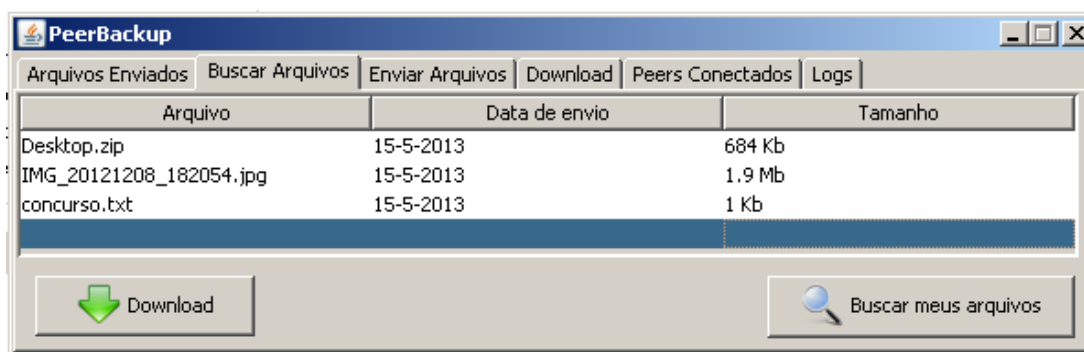 PeerBackup
Arquivos Enviados Buscar Arquivos Enviar Arquivos Download Peers Conectados Logs
Arquivo Data de envio Tamanho
Desktop.zip 15-5-2013 684 Kb
IMG_20121208_182054.jpg 15-5-2013 1.9 Mb
concurso.txt 15-5-2013 1 Kb
Download Buscar meus arquivos